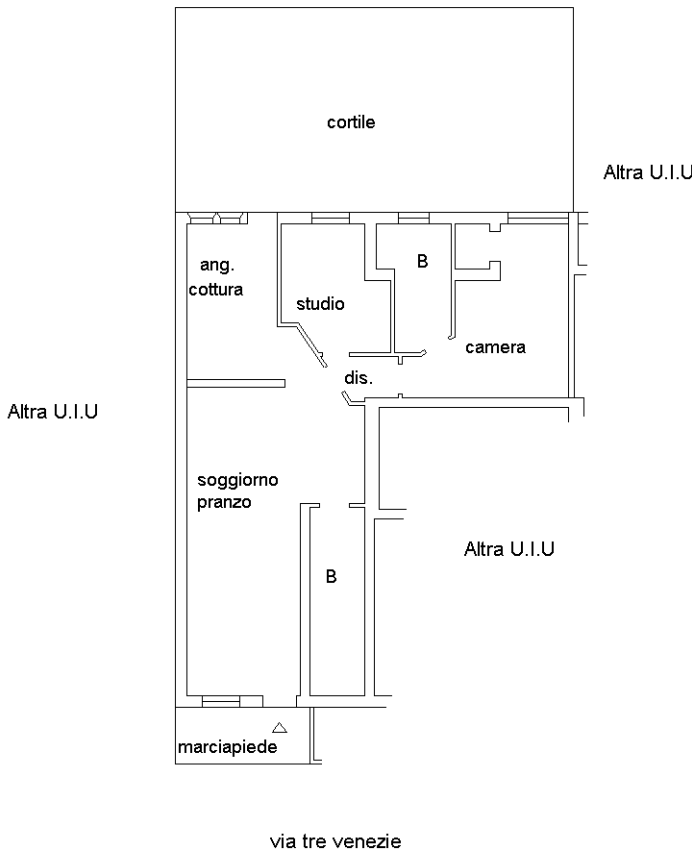 cortile
Altra U.I.U
ang.
cottura
B
studio
camera
dis.
Altra U.I.U
soggiorno
pranzo
Altra U.I.U
B
marciapiede
via tre venezie